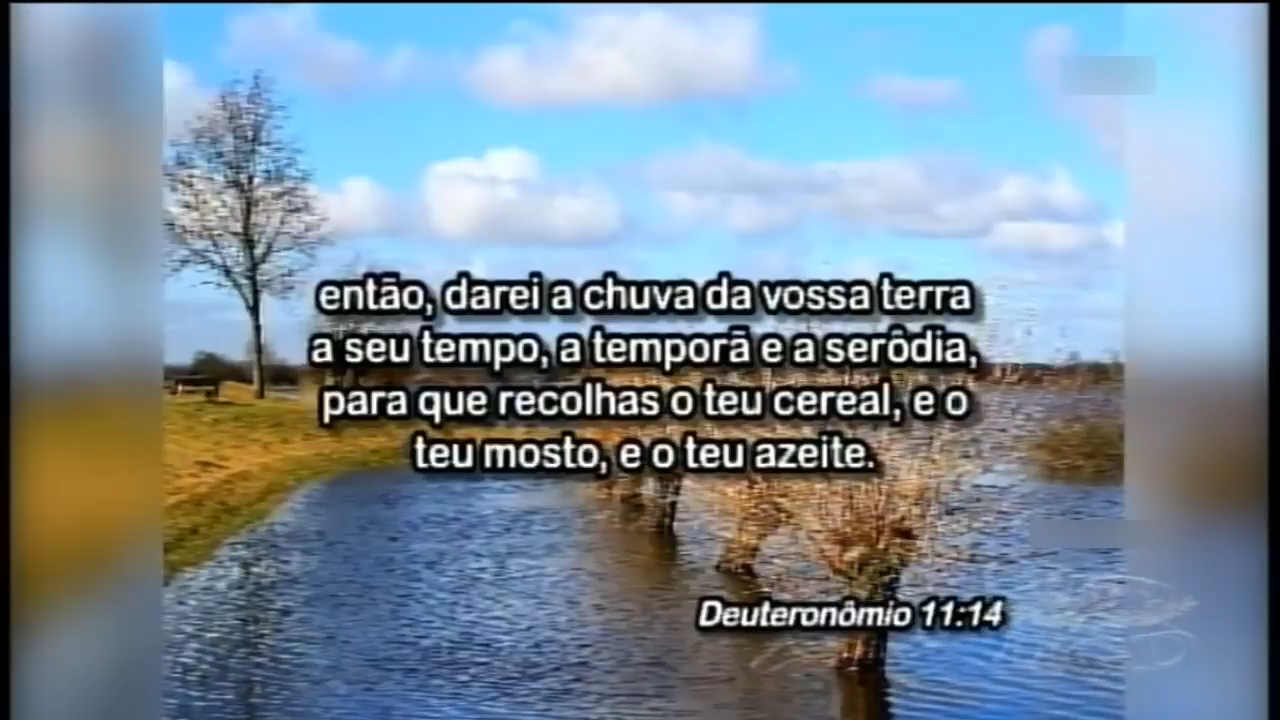 então, darei a chuva da vossa terra
a seu tempo, a temporã e a serôdia,
para que recolhas o teu cereal, e o
teu mosto, e o teu azeite.
Deuteronômio 11:14